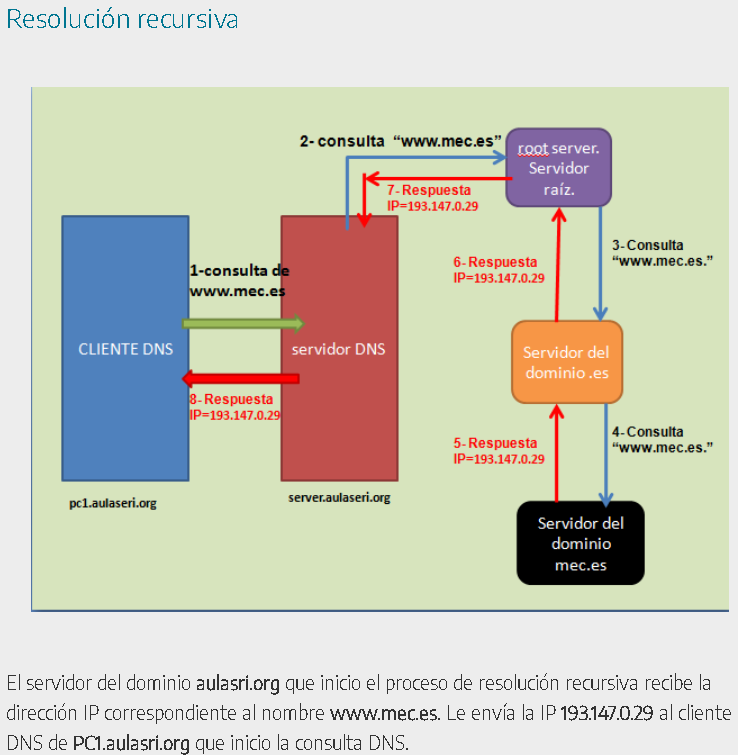 Resolución recursiva
2- consulta "www.mec.es"
root server.
Servidor
raíz.
7- Respuesta
IP=193.147.0.29
1-consulta de
www.mec.es
6- Respuesta
IP=193.147.0.29
3- Consulta
"www.mec.es."
CLIENTE DNS
servidor DNS
Servidor del
dominio .es
8- Respuesta
IP=193.147.0.29
5- Respuesta
IP=193.147.0.29
4- Consulta
"www.mec.es."
pc1.aulaseri.org
server.aulaseri.org
Servidor del
dominio
mec.es
El servidor del dominio aulasri.org que inicio el proceso de resolución recursiva recibe la
dirección IP correspondiente al nombre www.mec.es. Le envía la IP 193.147.0.29 al cliente
DNS de PC1.aulasri.org que inicio la consulta DNS.